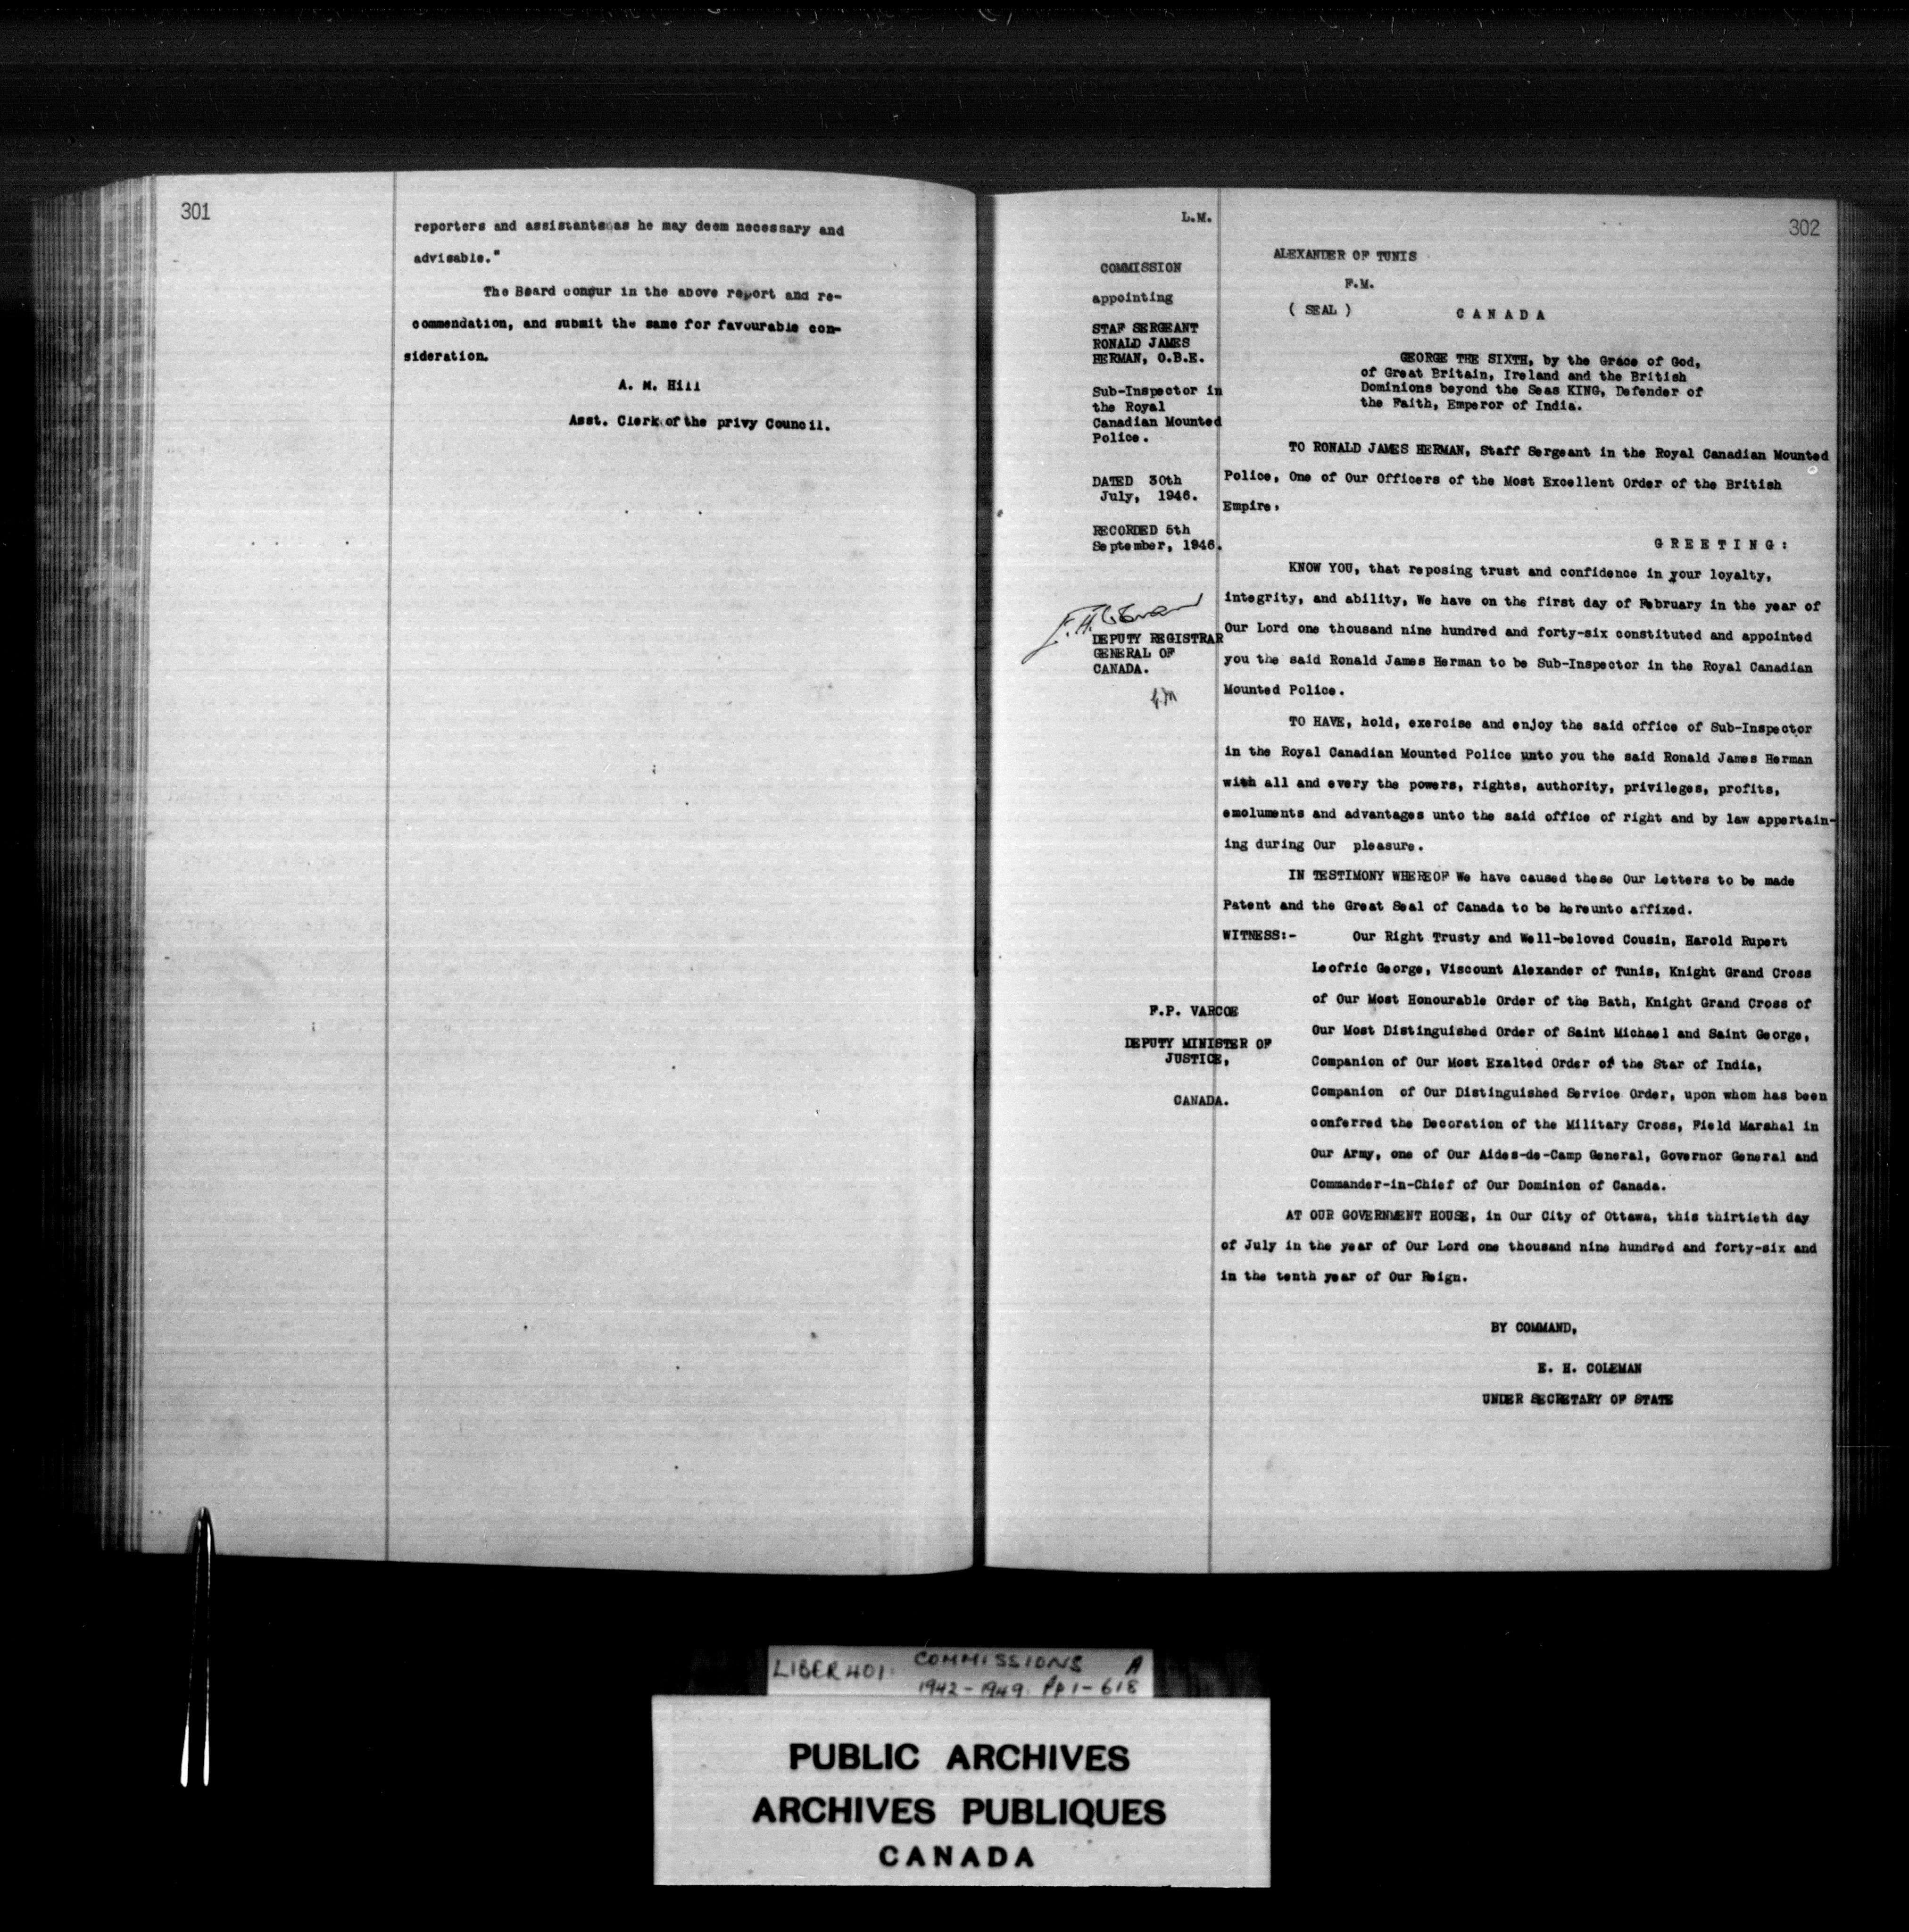 301
reporters and assistants as he may deem necessary and
advisable."
The Board concur in the above report and re-
commendation, and submit the same for favourable con-
sideration.
A. M. Hill
Asst. Clerk of the privy Council.
302
L.M.
COMMISSION
appointing
STAF SERGEANT
RONALD JAMES
HERMAN, O.B.E.
Sub-Inspector in
the Royal
Canadian Mounted
Police.
DATED 30th
July, 1946.
RECORDED 5th
September, 1946.
DEPUTY REGISTRAR
GENERAL OF
CANADA.
F.P. VARCOE
DEPUTY MINISTER OF
JUSTICE,
CANADA.
ALEXANDER OF TUNIS
F.M.
( SEAL )
C A N A D A
GEORGE THE SIXTH, by the Grace of God,
of Great Britain, Ireland and the British
Dominions beyond the Seas KING, Defender of
the Faith, Emperor of India.
TO RONALD JAMES HERMAN, Staff Sergeant in the Royal Canadian Mounted
Police, One of Our Officers of the Most Excellent Order of the British
Empire,
G R E E T I N G :
KNOW YOU, that reposing trust and confidence in your loyalty,
integrity, and ability, We have on the first day of February in the year of
Our Lord one thousand nine hundred and forty-six constituted and appointed
you the said Ronald James Herman to be Sub-Inspector in the Royal Canadian
Mounted Police.
TO HAVE, hold, exercise and enjoy the said office of Sub-Inspector
in the Royal Canadian Mounted Police unto you the said Ronald James Herman
with all and every the powers, rights, authority, privileges, profits,
emoluments and advantages unto the said office of right and by law appertain-
ing during Our pleasure.
IN TESTIMONY WHEREOF We have caused these Our Letters to be made
Patent and the Great Seal of Canada to be hereunto affixed.
WITNESS:- Our Right Trusty and Well-beloved Cousin, Harold Rupert
Leofric George, Viscount Alexander of Tunis, Knight Grand Cross
of Our Most Honourable Order of the Bath, Knight Grand Cross of
Our Most Distinguished Order of Saint Michael and Saint George,
Companion of Our Most Exalted Order of the Star of India,
Companion of Our Distinguished Service Order, upon whom has been
conferred the Decoration of the Military Cross, Field Marshal in
Our Army, one of Our Aides-de-Camp General, Governor General and
Commander-in-Chief of Our Dominion of Canada.
AT OUR GOVERNMENT HOUSE, in Our City of Ottawa, this thirtieth day
of July in the year of Our Lord one thousand nine hundred and forty-six and
in the tenth year of Our Reign.
BY COMMAND,
E. H. COLEMAN
UNDER SECRETARY OF STATE
LIBER 401. COMMISSIONS A
1942-1949. Pp 1-618
PUBLIC ARCHIVES
ARCHIVES PUBLIQUES
CANADA